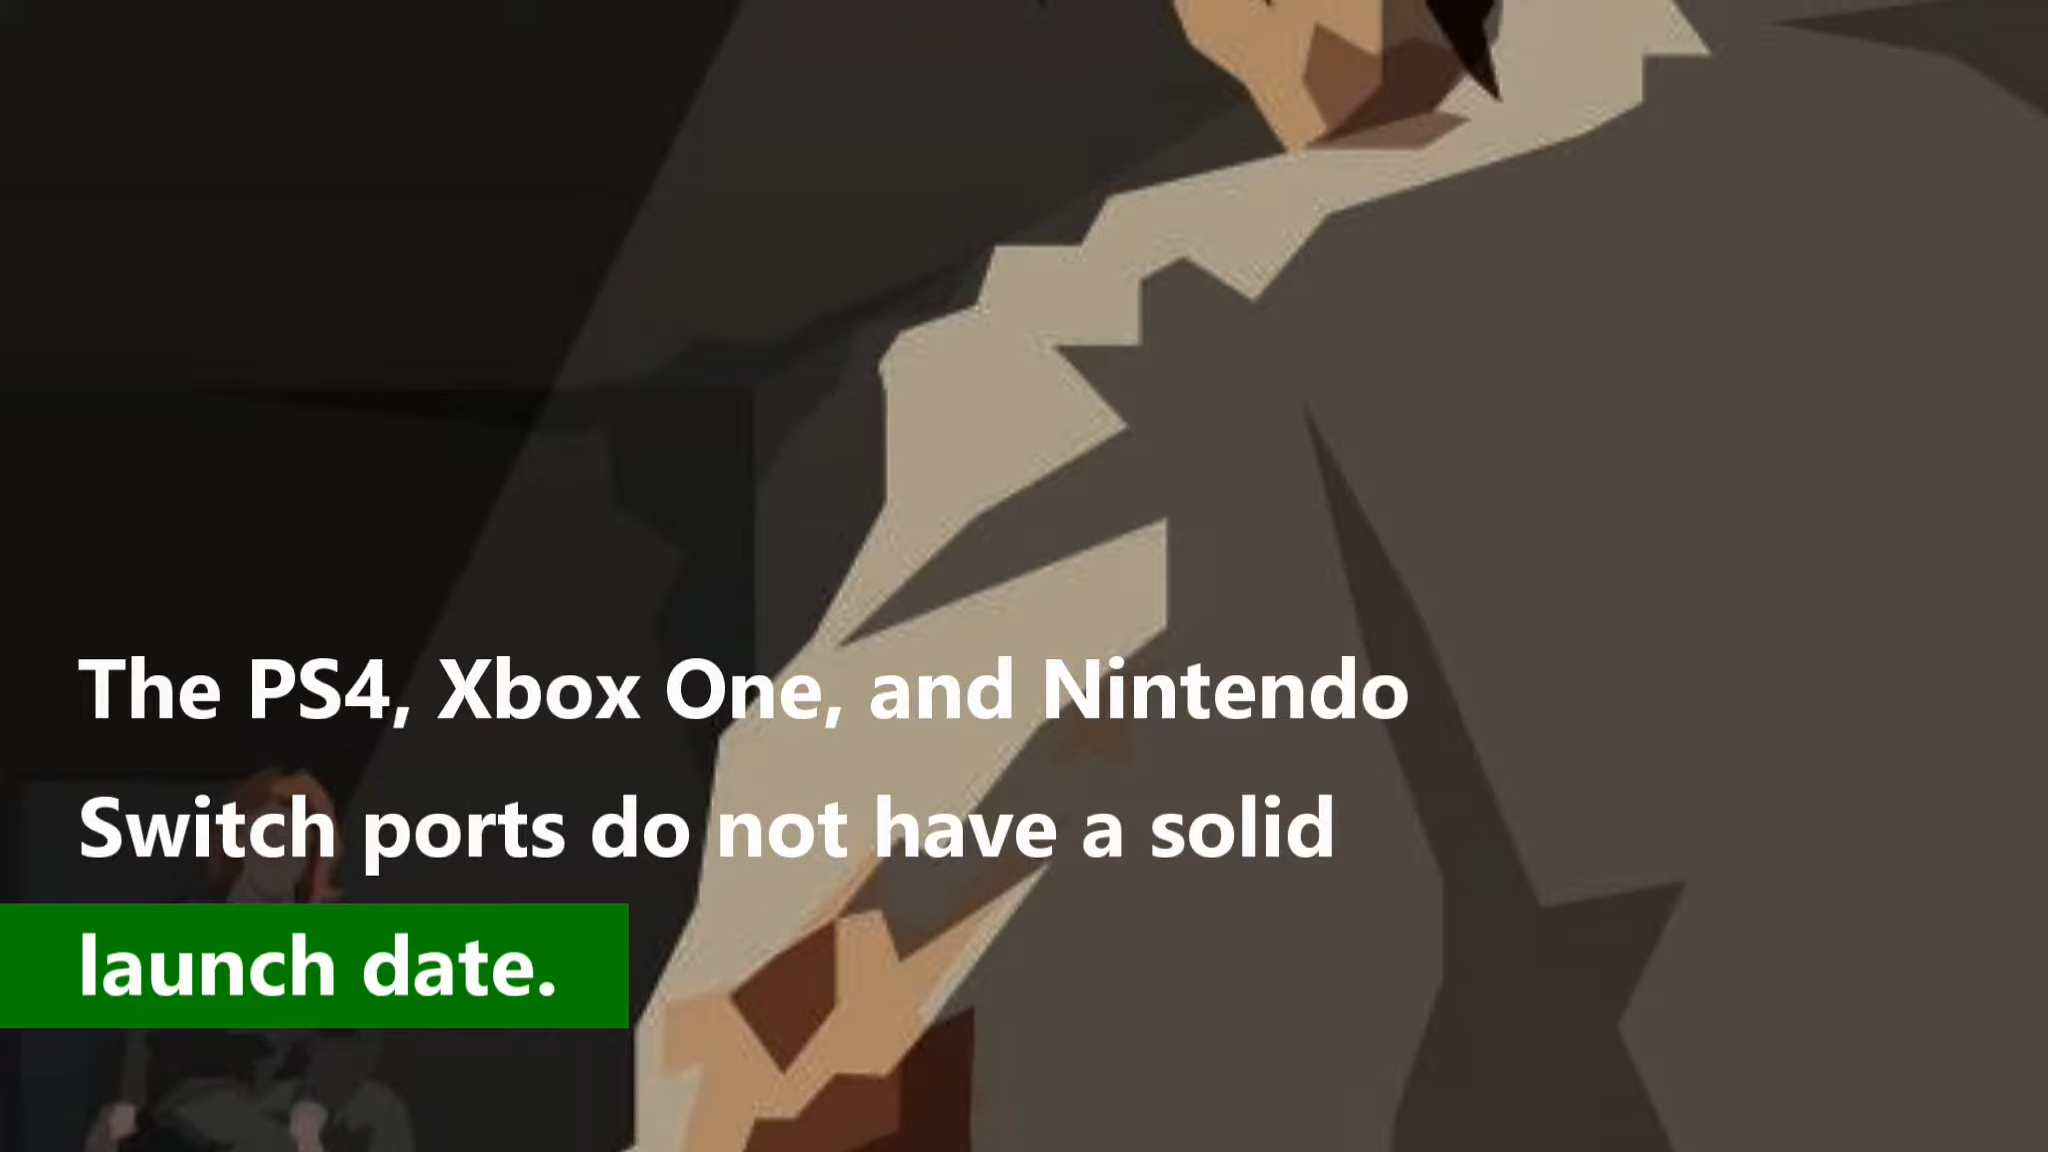 The PS4, Xbox One, and Nintendo
Switch ports do not have a solid
launch date.